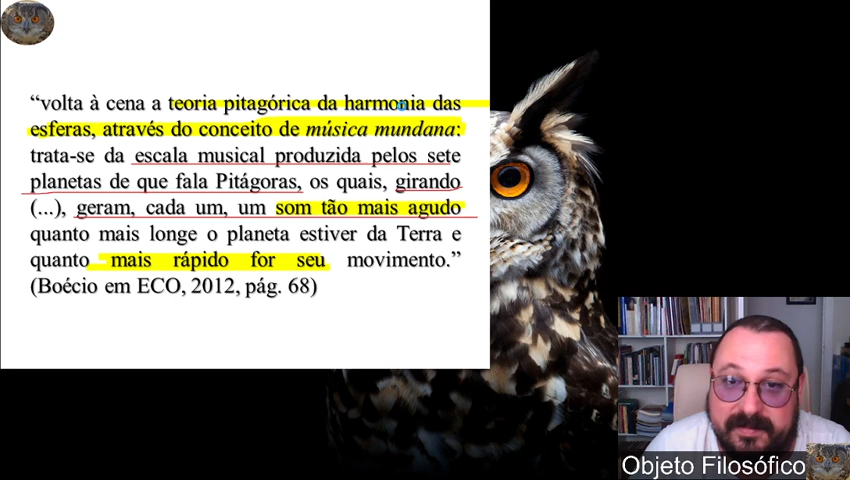 “volta à cena a teoria pitagórica da harmonia das
esferas, através do conceito de música mundana:
trata-se da escala musical produzida pelos sete
planetas de que fala Pitágoras, os quais, girando
(...), geram, cada um, um som tão mais agudo
quanto mais longe o planeta estiver da Terra e
quanto mais rápido for seu movimento.”
(Boécio em ECO, 2012, pág. 68)
Objeto Filosófico